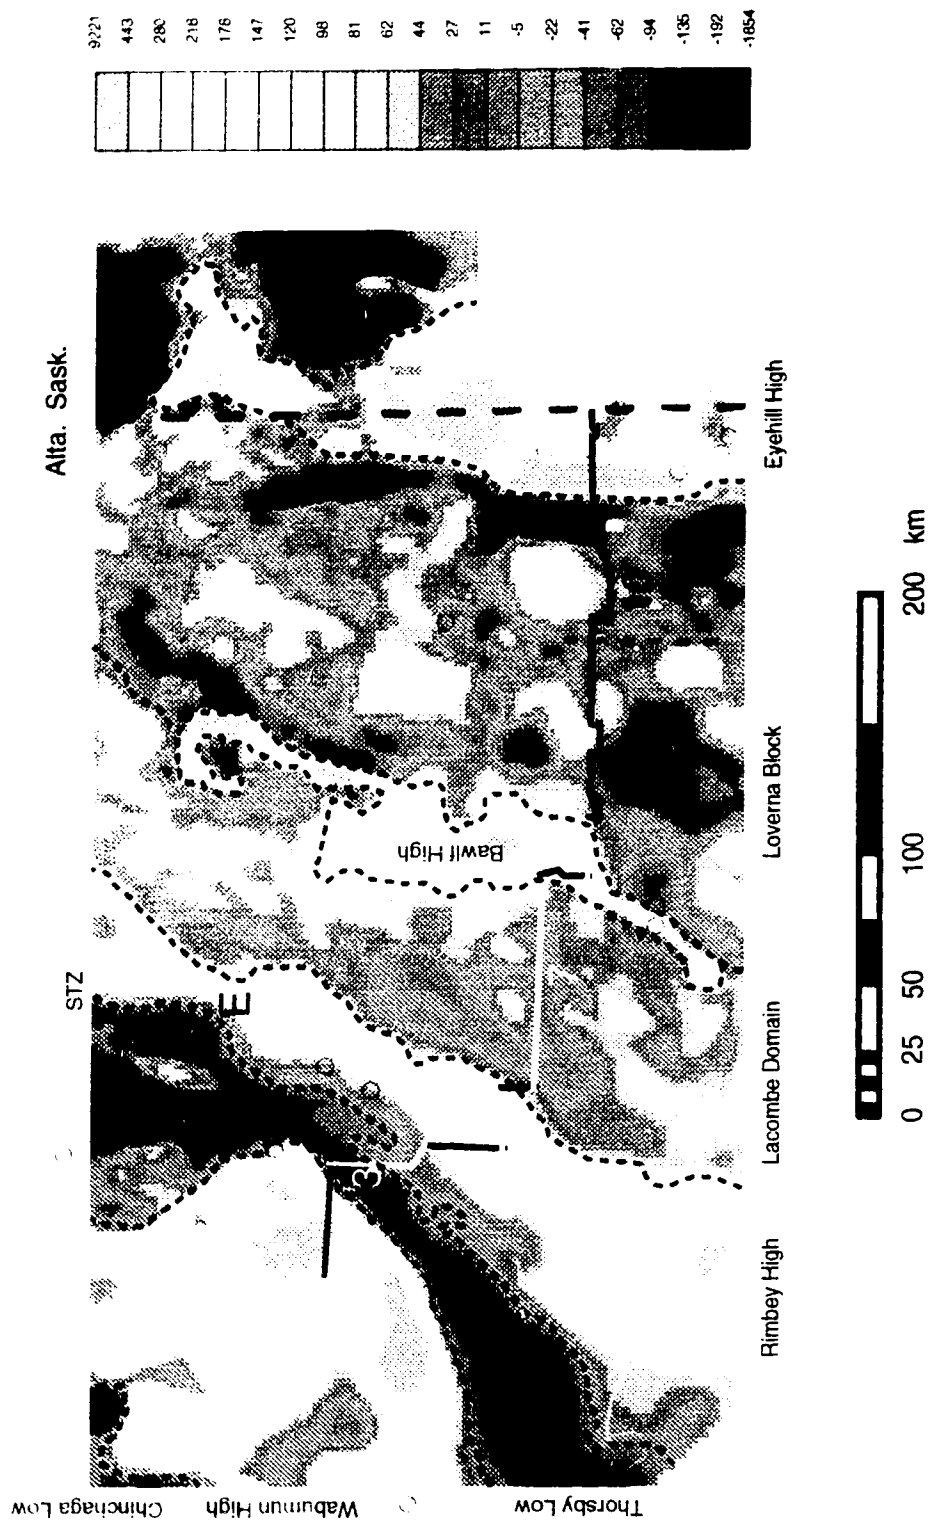 9221
443
280
218
176
147
120
98
81
62
44
27
11
-5
-22
-41
-62
-94
-135
-192
-1854
Alta. Sask.
STZ
E
3
Bawlf High
Eyehill High
Loverna Block
Lacombe Domain
Rimbey High
Thorsby Low
Wabumun High
Chinchaga Low
0 25 50 100 200 km